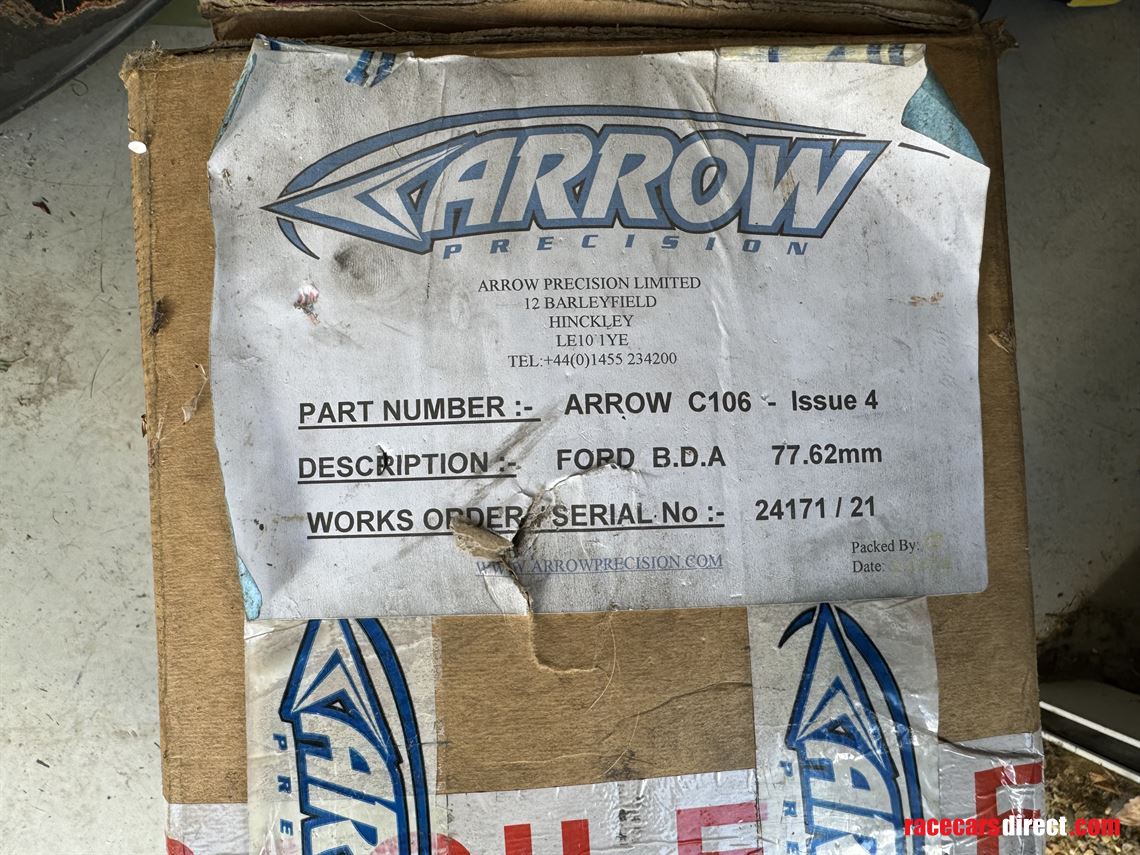 ARROW
PRECISION
ARROW PRECISION LIMITED
12 BARLEYFIELD
HINCKLEY
LE10 1YE
TEL:+44(0)1455 234200
PART NUMBER :- ARROW C106 - Issue 4
DESCRIPTION :- FORD B.D.A 77.62mm
WORKS ORDER / SERIAL No :- 24171 / 21
Packed By:
WWW.ARROWPRECISION.COM
Date:
racecarsdirect.com